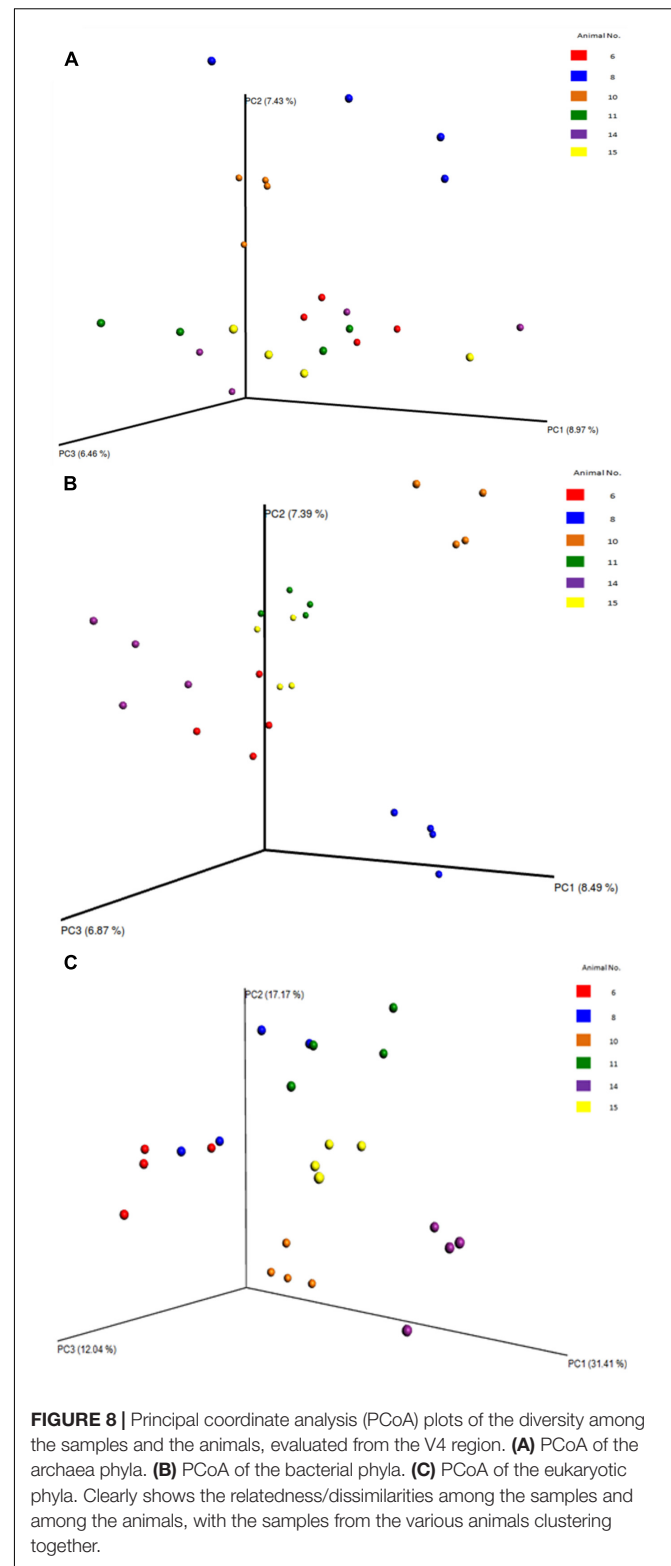 A
Animal No.
6
8
10
11
14
15
PC2 (7.43 %)
PC3 (6.46 %)
PC1 (8.97 %)
B
Animal No.
6
8
10
11
14
15
PC2 (7.39 %)
PC1 (8.49 %)
PC3 (6.87 %)
C
Animal No.
6
8
10
11
14
15
PC2 (17.17 %)
PC3 (12.04 %)
PC1 (31.41 %)
FIGURE 8 | Principal coordinate analysis (PCoA) plots of the diversity among
the samples and the animals, evaluated from the V4 region. (A) PCoA of the
archaea phyla. (B) PCoA of the bacterial phyla. (C) PCoA of the eukaryotic
phyla. Clearly shows the relatedness/dissimilarities among the samples and
among the animals, with the samples from the various animals clustering
together.